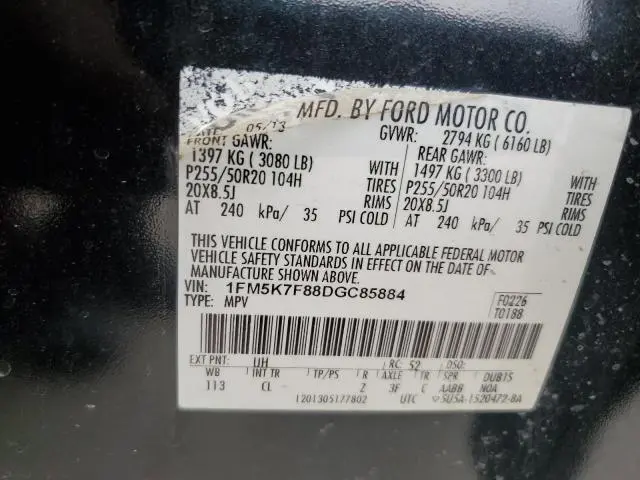 MFD. BY FORD MOTOR CO.
DATE 05/13 GVWR: 2794 KG ( 6160 LB)
FRONT GAWR: REAR GAWR:
1397 KG ( 3080 LB) WITH 1497 KG ( 3300 LB) WITH
P255/50R20 104H TIRES P255/50R20 104H TIRES
20X8.5J RIMS 20X8.5J RIMS
AT 240 kPa/ 35 PSI COLD AT 240 kPa/ 35 PSI COLD
THIS VEHICLE CONFORMS TO ALL APPLICABLE FEDERAL MOTOR
VEHICLE SAFETY STANDARDS IN EFFECT ON THE DATE OF
MANUFACTURE SHOWN ABOVE.
VIN: 1FM5K7F88DGC85884 F0226
TYPE: MPV T0188
EXT PNT: UH RC: 52 DSO:
WB INT TR TP/PS R AXLE TR SPR
113 CL Z 3F C AABB NOA
1201305177802 UTC SU5A-1520472-BA